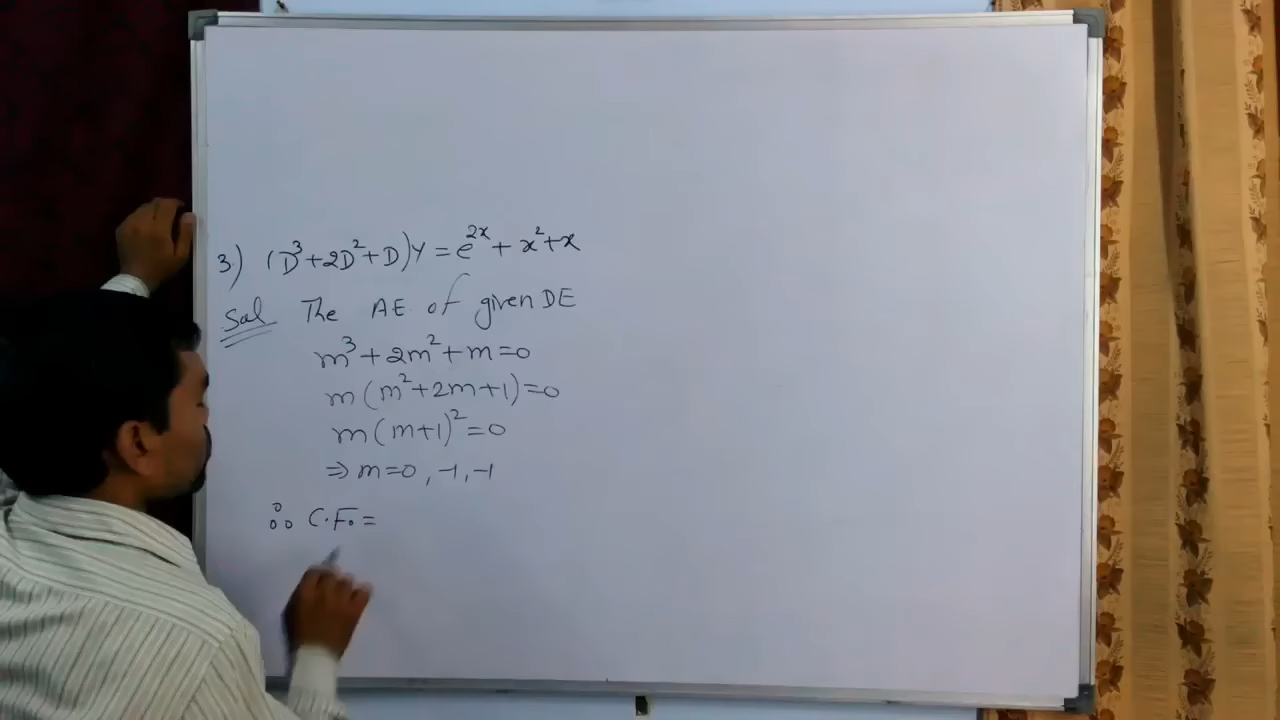 3) (D³+2D²+D)y = e²ˣ + x²+x
Sol The AE of given DE
m³+2m²+m=0
m(m²+2m+1)=0
m(m+1)²=0
⇒ m=0, -1, -1
∴ C.F. =